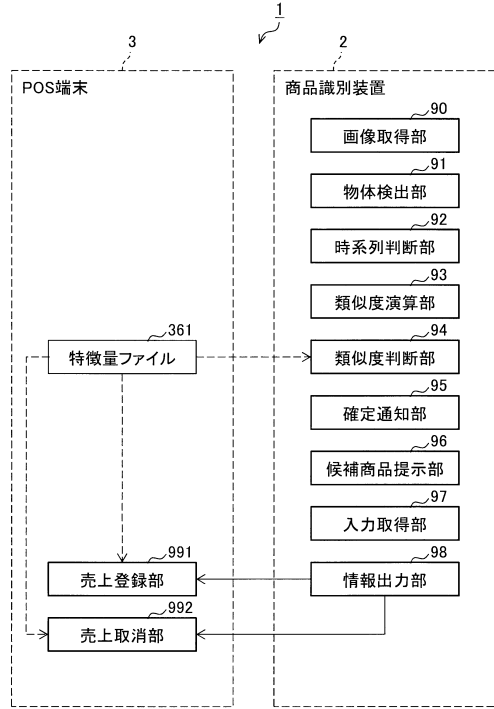 1
3
2
POS端末
商品識別装置
90
画像取得部
91
物体検出部
92
時系列判断部
93
類似度演算部
361
特徴量ファイル
94
類似度判断部
95
確定通知部
96
候補商品提示部
97
入力取得部
991
売上登録部
98
情報出力部
992
売上取消部